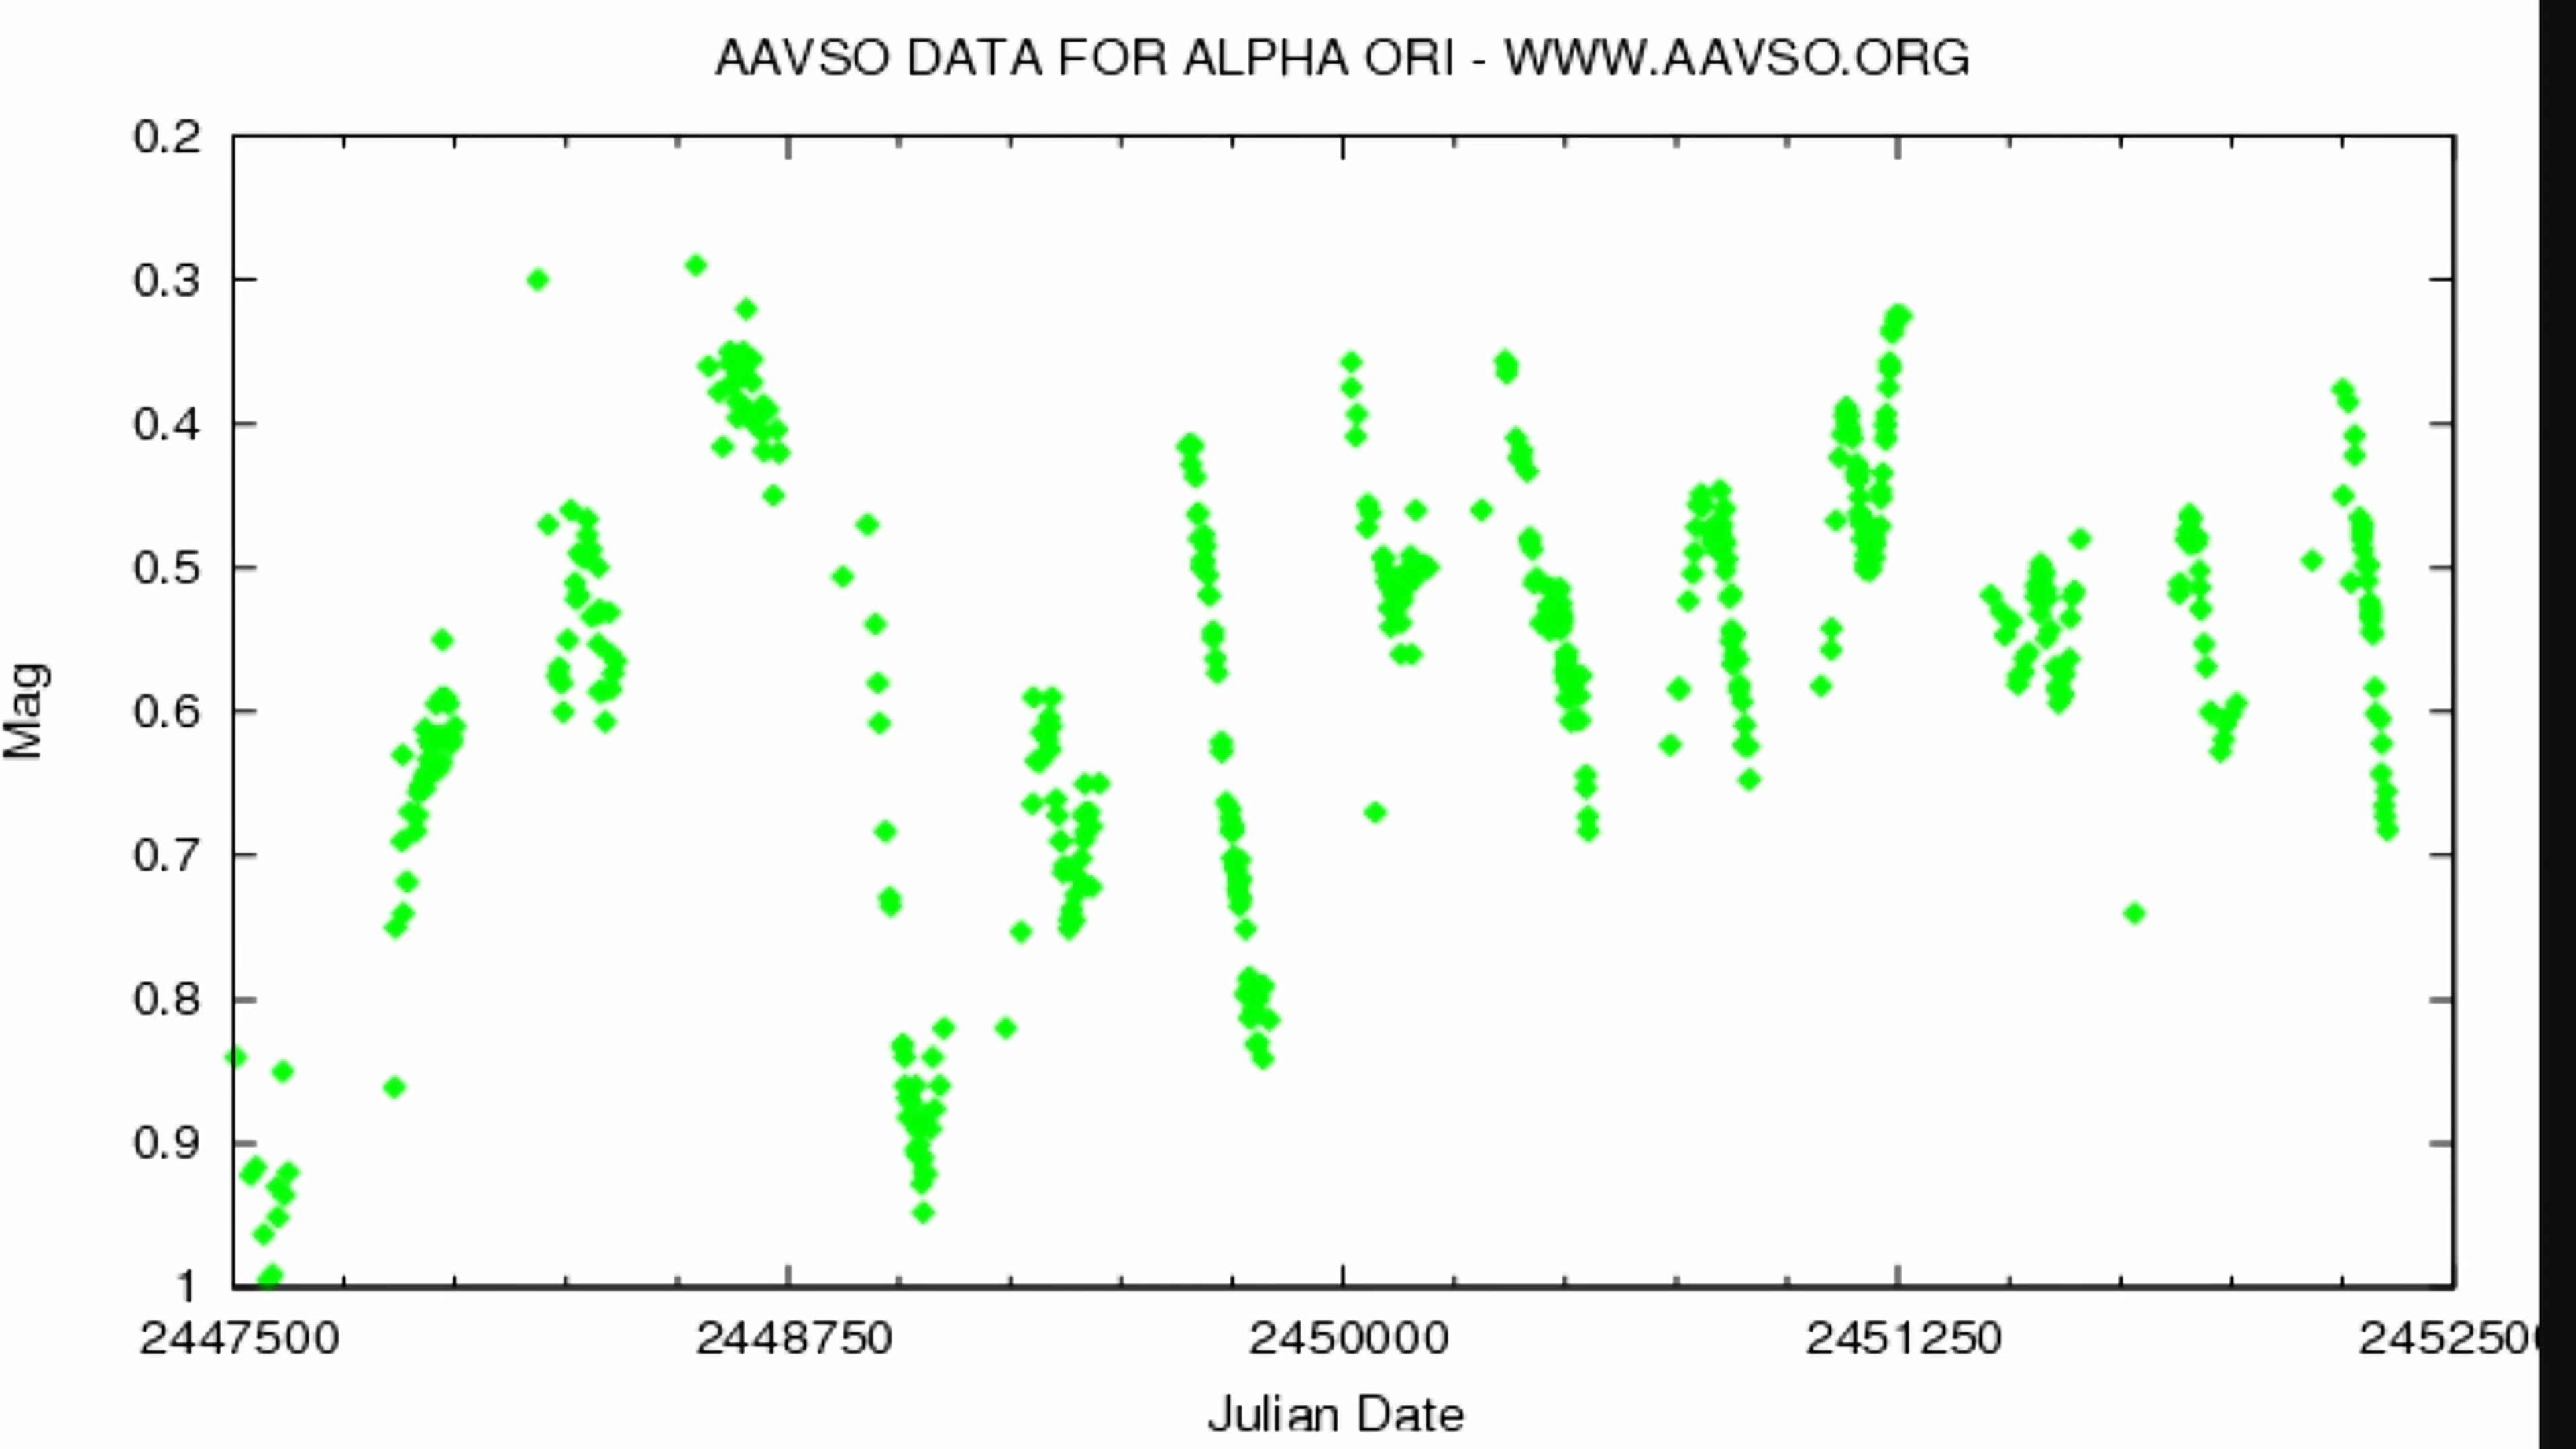 AAVSO DATA FOR ALPHA ORI - WWW.AAVSO.ORG
0.2
0.3
0.4
0.5
0.6
0.7
0.8
0.9
1
Mag
2447500 2448750 2450000 2451250 245250
Julian Date